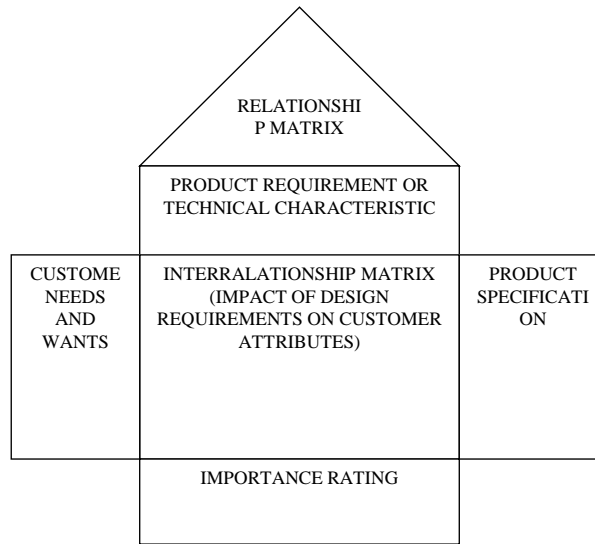 RELATIONSHI
P MATRIX
PRODUCT REQUIREMENT OR
TECHNICAL CHARACTERISTIC
CUSTOME
NEEDS
AND
WANTS
INTERRALATIONSHIP MATRIX
(IMPACT OF DESIGN
REQUIREMENTS ON CUSTOMER
ATTRIBUTES)
PRODUCT
SPECIFICATI
ON
IMPORTANCE RATING